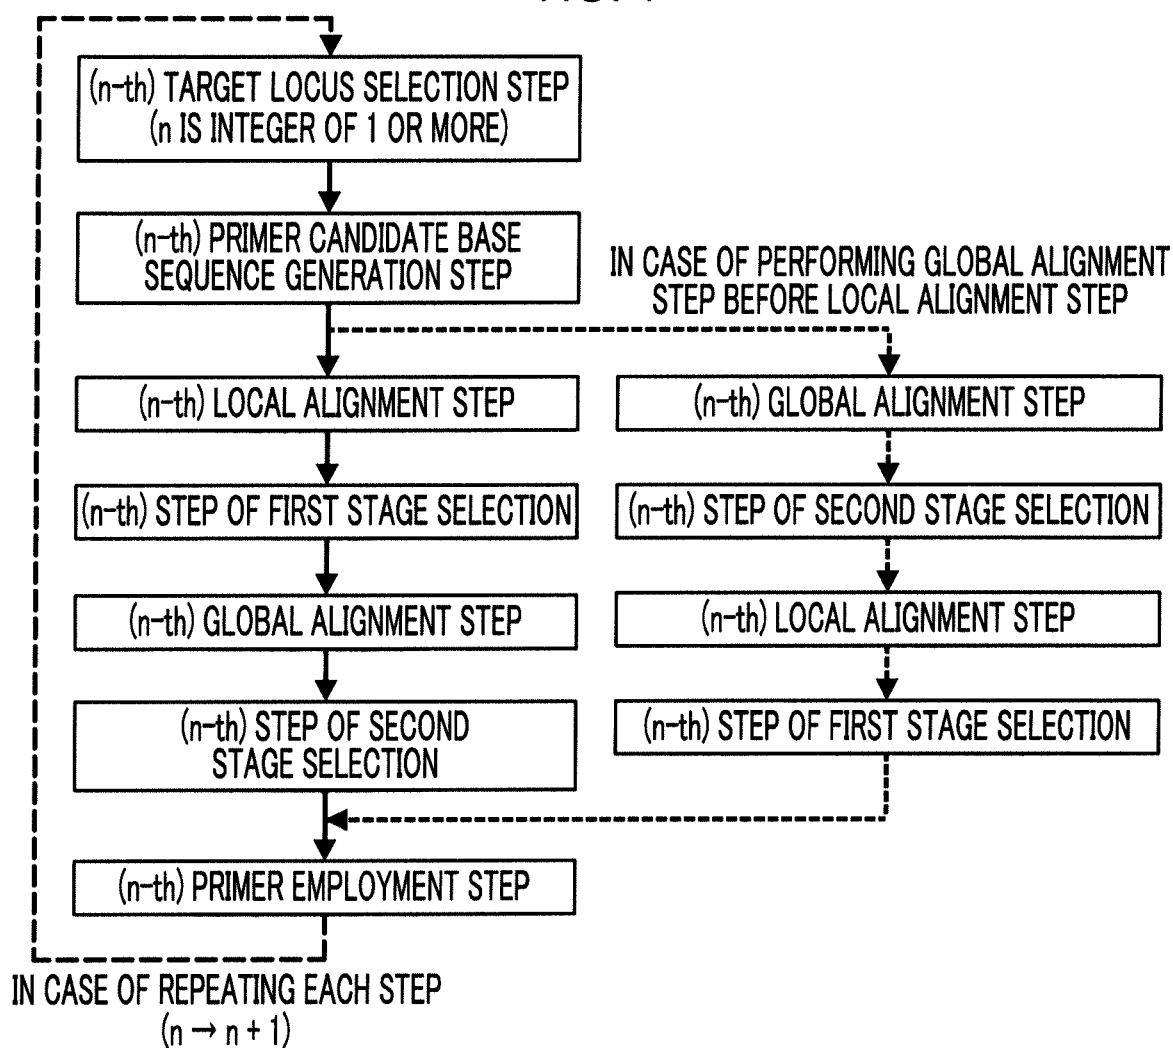 (n-th) TARGET LOCUS SELECTION STEP
(n IS INTEGER OF 1 OR MORE)
(n-th) PRIMER CANDIDATE BASE
SEQUENCE GENERATION STEP
IN CASE OF PERFORMING GLOBAL ALIGNMENT
STEP BEFORE LOCAL ALIGNMENT STEP
(n-th) LOCAL ALIGNMENT STEP
(n-th) STEP OF FIRST STAGE SELECTION
(n-th) GLOBAL ALIGNMENT STEP
(n-th) STEP OF SECOND
STAGE SELECTION
(n-th) GLOBAL ALIGNMENT STEP
(n-th) STEP OF SECOND STAGE SELECTION
(n-th) LOCAL ALIGNMENT STEP
(n-th) STEP OF FIRST STAGE SELECTION
(n-th) PRIMER EMPLOYMENT STEP
IN CASE OF REPEATING EACH STEP
(n → n + 1)